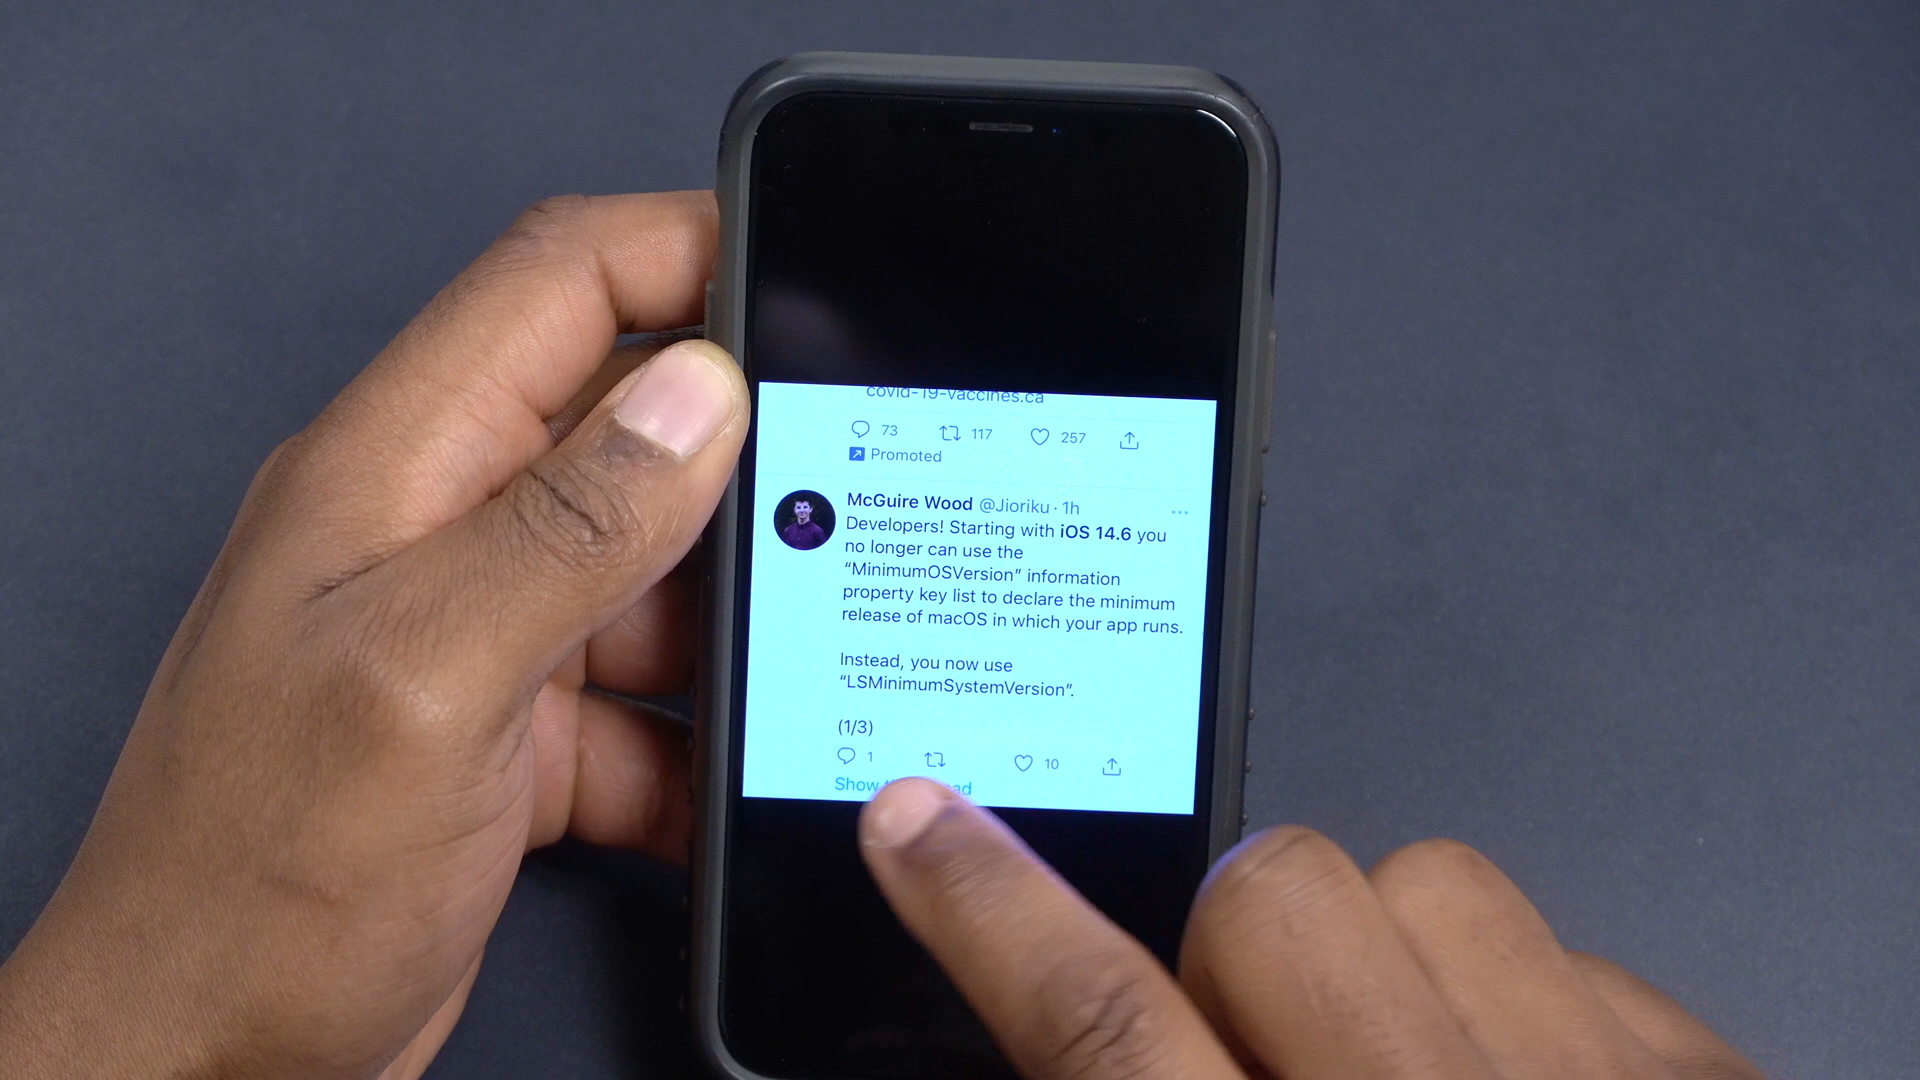 covid-19-vaccines.ca
73 117 257
Promoted
McGuire Wood @Jioriku · 1h
Developers! Starting with iOS 14.6 you
no longer can use the
“MinimumOSVersion” information
property key list to declare the minimum
release of macOS in which your app runs.
Instead, you now use
“LSMinimumSystemVersion”.
(1/3)
1 10
Show